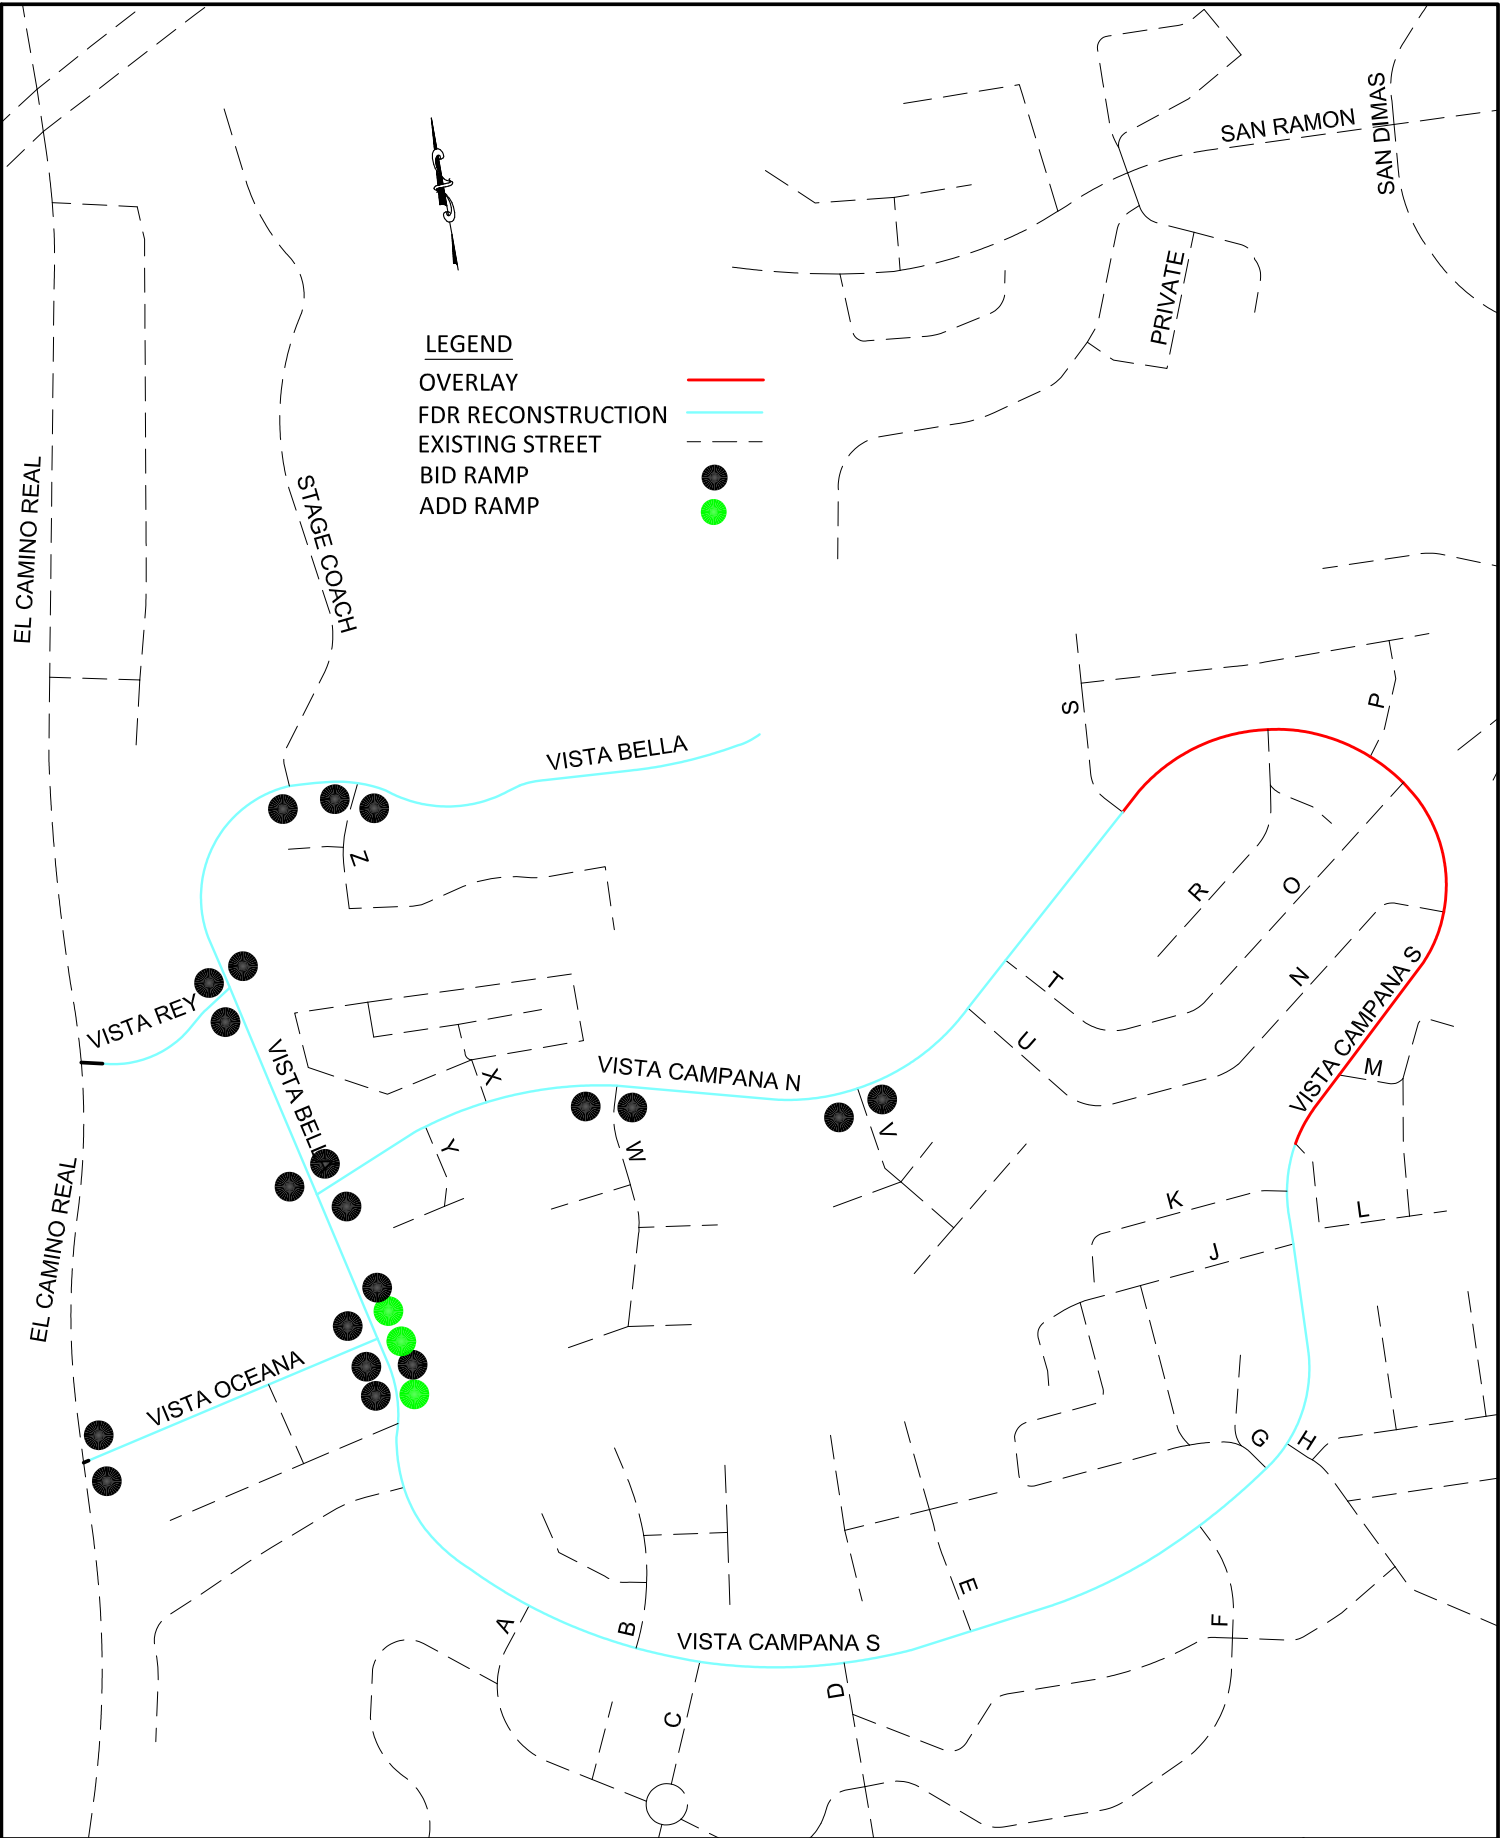 SAN RAMON
SAN DIMAS
PRIVATE
LEGEND
OVERLAY
FDR RECONSTRUCTION
EXISTING STREET
BID RAMP
ADD RAMP
EL CAMINO REAL
STAGE COACH
S
P
VISTA BELLA
Z
R
O
N
T
U
VISTA REY
VISTA BELLA
X
VISTA CAMPANA N
VISTA CAMPANA S
M
Y
W
V
K
L
J
EL CAMINO REAL
VISTA OCEANA
G
H
E
F
A
B
VISTA CAMPANA S
C
D